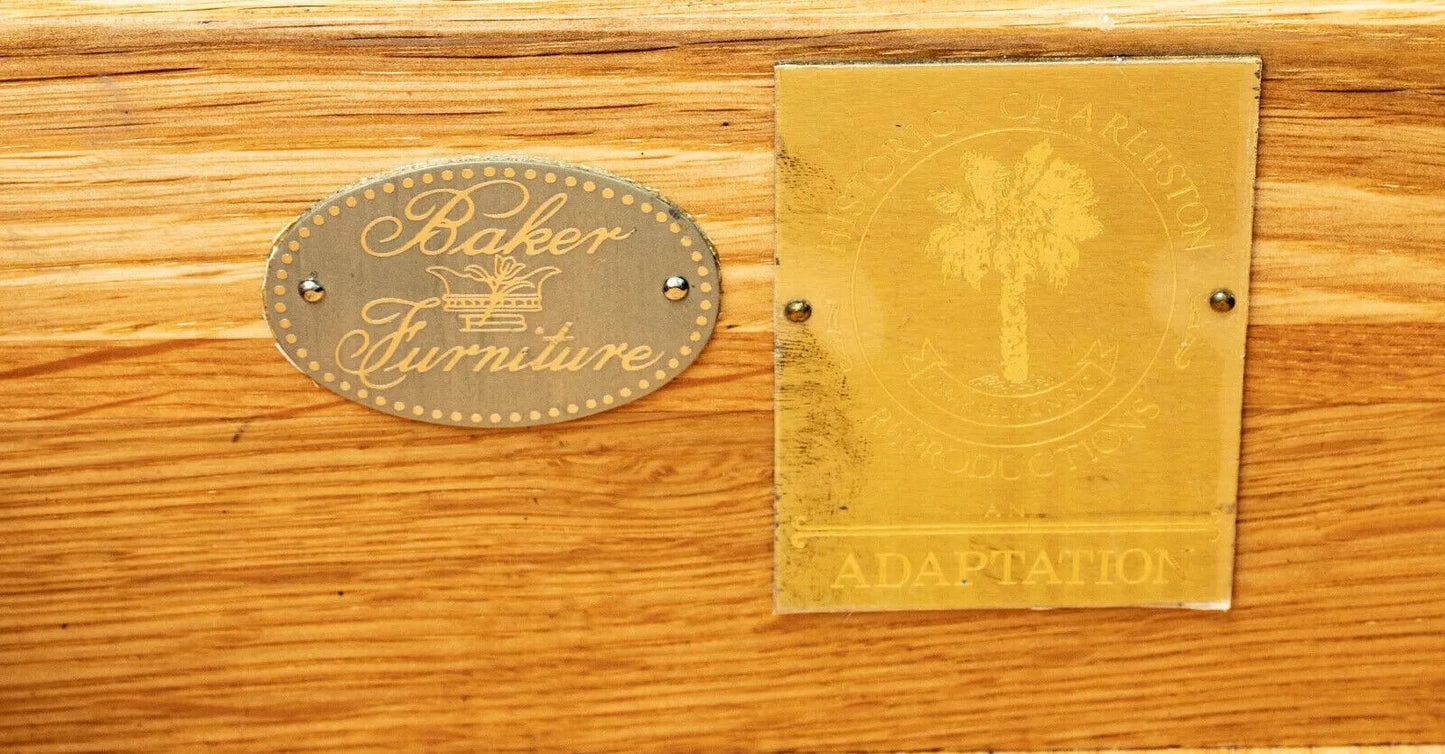 Baker
Furniture
HISTORIC CHARLESTON
REPRODUCTIONS
AN
ADAPTATION